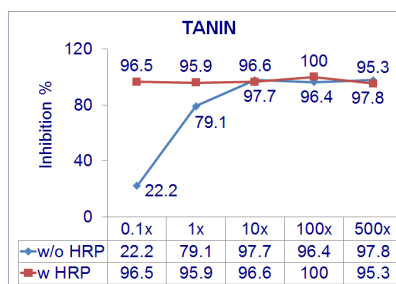 TANIN
Inhibition %
120
80
40
0
96.5 95.9 96.6 100 95.3
22.2 79.1 97.7 96.4 97.8
0.1x 1x 10x 100x 500x
w/o HRP 22.2 79.1 97.7 96.4 97.8
w HRP 96.5 95.9 96.6 100 95.3